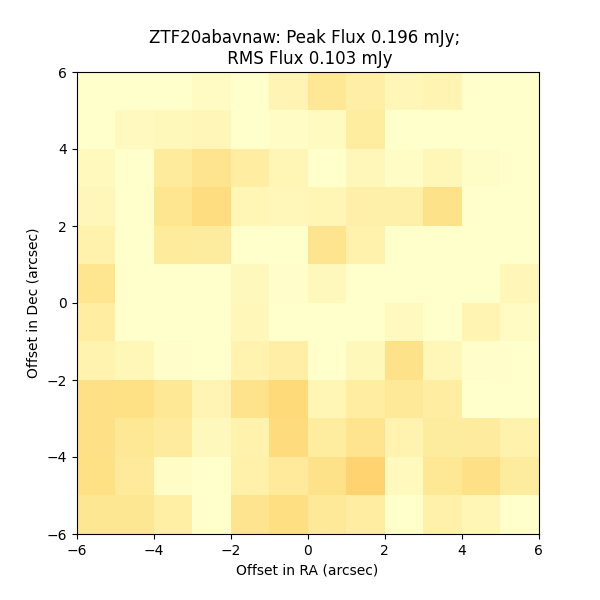 ZTF20abavnaw: Peak Flux 0.196 mJy;
RMS Flux 0.103 mJy
6
4
2
0
−2
−4
−6
Offset in Dec (arcsec)
−6 −4 −2 0 2 4 6
Offset in RA (arcsec)